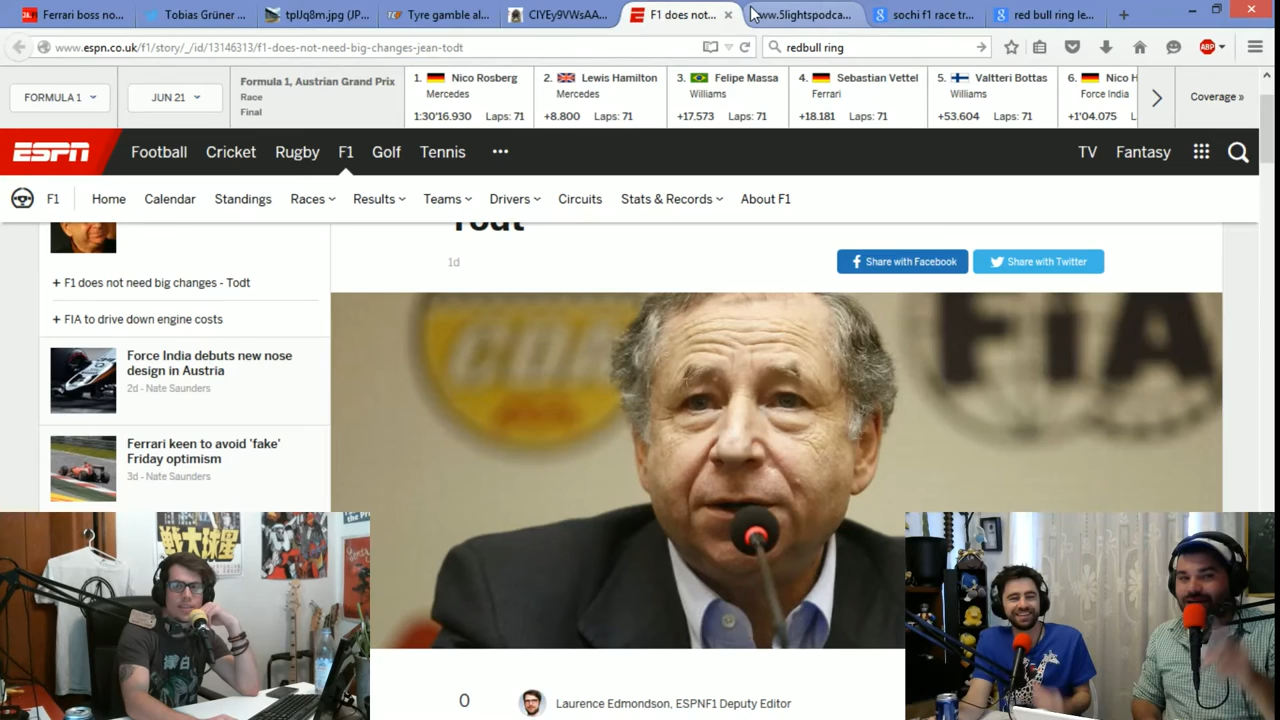 Ferrari boss no...
Tobias Grüner ...
tpIJq8m.jpg (JP...
Tyre gamble al...
CIYEy9VWsAA...
F1 does not...
www.5lightspodca...
sochi f1 race tr...
red bull ring le...
www.espn.co.uk/f1/story/_/id/13146313/f1-does-not-need-big-changes-jean-todt
redbull ring
ABP
FORMULA 1
JUN 21
Formula 1, Austrian Grand Prix
Race
Final
1. Nico Rosberg
Mercedes
1:30'16.930 Laps: 71
2. Lewis Hamilton
Mercedes
+8.800 Laps: 71
3. Felipe Massa
Williams
+17.573 Laps: 71
4. Sebastian Vettel
Ferrari
+18.181 Laps: 71
5. Valtteri Bottas
Williams
+53.604 Laps: 71
6. Nico H
Force India
+1'04.075 L
Coverage »
ESPN Football Cricket Rugby F1 Golf Tennis ••• TV Fantasy
F1 Home Calendar Standings Races Results Teams Drivers Circuits Stats & Records About F1
Todt
1d
Share with Facebook
Share with Twitter
+ F1 does not need big changes - Todt
+ FIA to drive down engine costs
Force India debuts new nose
design in Austria
2d - Nate Saunders
Ferrari keen to avoid 'fake'
Friday optimism
3d - Nate Saunders
FIA
0
Laurence Edmondson, ESPNF1 Deputy Editor